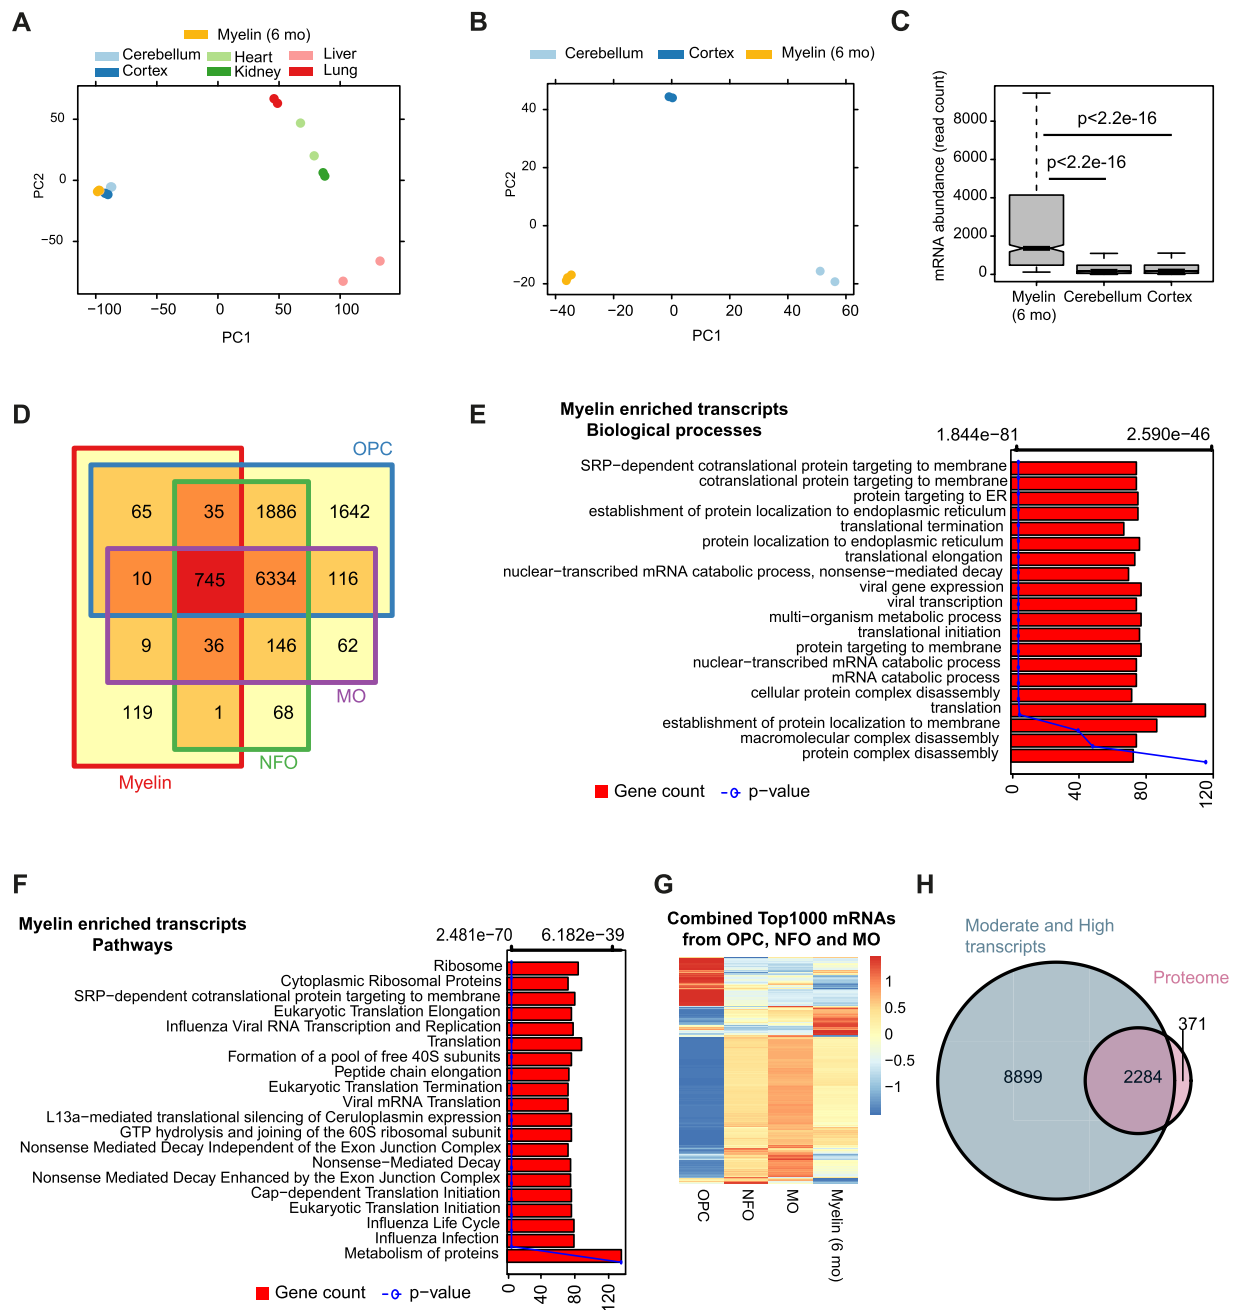 A
Myelin (6 mo)
Cerebellum
Heart
Liver
Cortex
Kidney
Lung
50
0
−50
PC2
−100
−50
0
50
100
PC1
B
Cerebellum
Cortex
Myelin (6 mo)
40
20
0
−20
PC2
−40
−20
0
20
40
60
PC1
C
mRNA abundance (read count)
8000
6000
4000
2000
0
p<2.2e-16
p<2.2e-16
Myelin
(6 mo)
Cerebellum
Cortex
D
OPC
65
35
1886
1642
10
745
6334
116
9
36
146
62
MO
119
1
68
NFO
Myelin
E
Myelin enriched transcripts
Biological processes
1.844e−81
2.590e−46
SRP−dependent cotranslational protein targeting to membrane
cotranslational protein targeting to membrane
protein targeting to ER
establishment of protein localization to endoplasmic reticulum
translational termination
protein localization to endoplasmic reticulum
translational elongation
nuclear−transcribed mRNA catabolic process, nonsense−mediated decay
viral gene expression
viral transcription
multi−organism metabolic process
translational initiation
protein targeting to membrane
nuclear−transcribed mRNA catabolic process
mRNA catabolic process
cellular protein complex disassembly
translation
establishment of protein localization to membrane
macromolecular complex disassembly
protein complex disassembly
Gene count
p−value
0
40
80
120
F
Myelin enriched transcripts
Pathways
2.481e−70
6.182e−39
Ribosome
Cytoplasmic Ribosomal Proteins
SRP−dependent cotranslational protein targeting to membrane
Eukaryotic Translation Elongation
Influenza Viral RNA Transcription and Replication
Translation
Formation of a pool of free 40S subunits
Peptide chain elongation
Eukaryotic Translation Termination
Viral mRNA Translation
L13a−mediated translational silencing of Ceruloplasmin expression
GTP hydrolysis and joining of the 60S ribosomal subunit
Nonsense Mediated Decay Independent of the Exon Junction Complex
Nonsense−Mediated Decay
Nonsense Mediated Decay Enhanced by the Exon Junction Complex
Cap−dependent Translation Initiation
Eukaryotic Translation Initiation
Influenza Life Cycle
Influenza Infection
Metabolism of proteins
Gene count
p−value
0
40
80
120
G
Combined Top1000 mRNAs
from OPC, NFO and MO
1
0.5
0
−0.5
−1
OPC
NFO
MO
Myelin (6 mo)
H
Moderate and High
transcripts
Proteome
371
8899
2284